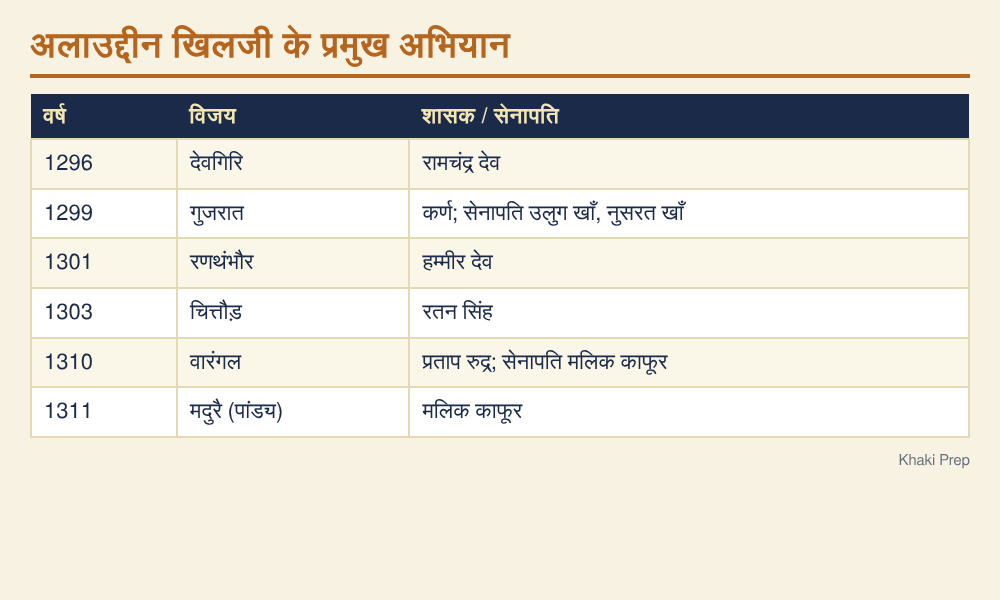 अलाउद्दीन खिलजी के प्रमुख अभियान
वर्ष विजय शासक / सेनापति
1296 देवगिरि रामचंद्र देव
1299 गुजरात कर्ण; सेनापति उलुग खाँ, नुसरत खाँ
1301 रणथंभौर हम्मीर देव
1303 चित्तौड़ रतन सिंह
1310 वारंगल प्रताप रुद्र; सेनापति मलिक काफूर
1311 मदुरै (पांड्य) मलिक काफूर
Khaki Prep